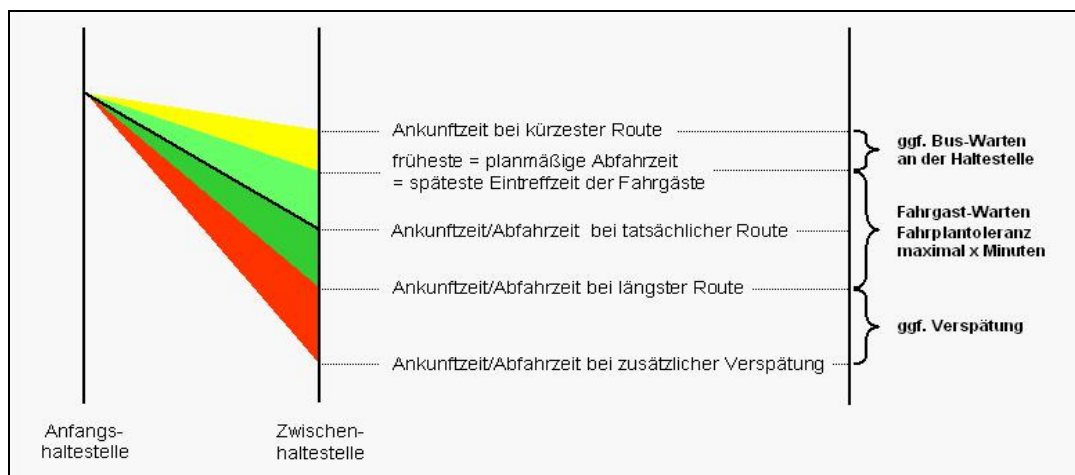 Ankunftzeit bei kürzester Route
früheste = planmäßige Abfahrzeit
= späteste Eintreffzeit der Fahrgäste
Ankunftzeit/Abfahrzeit bei tatsächlicher Route
Ankunftzeit/Abfahrzeit bei längster Route
Ankunftzeit/Abfahrzeit bei zusätzlicher Verspätung
ggf. Bus-Warten
an der Haltestelle
Fahrgast-Warten
Fahrplantoleranz
maximal x Minuten
ggf. Verspätung
Anfangs-
haltestelle
Zwischen-
haltestelle